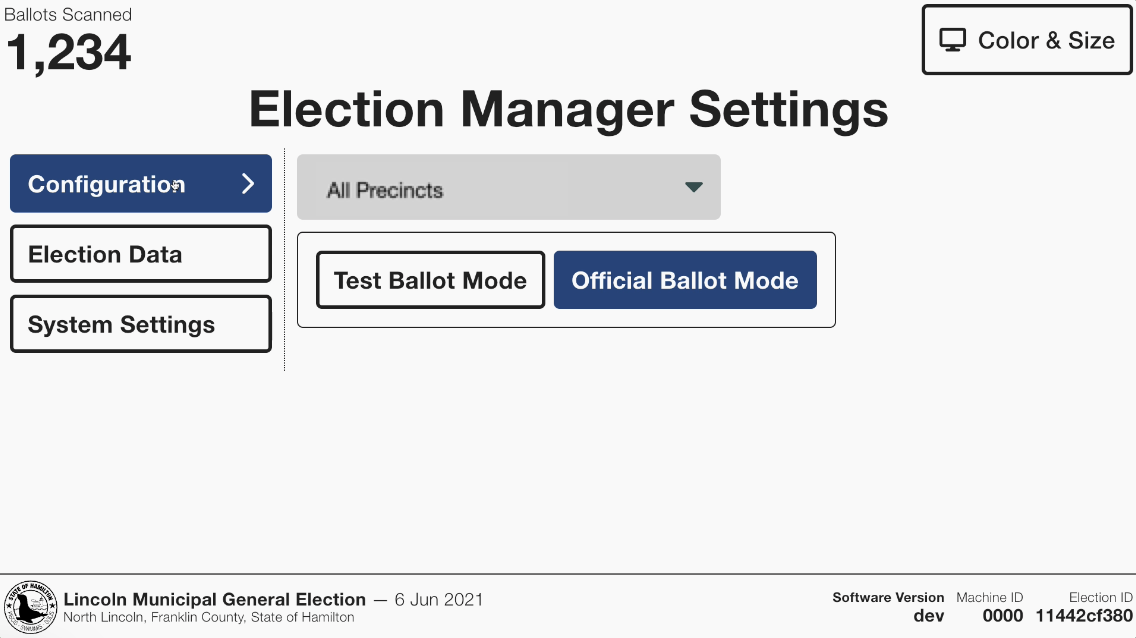 Ballots Scanned
1,234
Color & Size
Election Manager Settings
Configuration
All Precincts
Election Data
Test Ballot Mode
Official Ballot Mode
System Settings
STATE OF HAMILTON
Lincoln Municipal General Election — 6 Jun 2021
North Lincoln, Franklin County, State of Hamilton
Software Version
dev
Machine ID
0000
Election ID
11442cf380